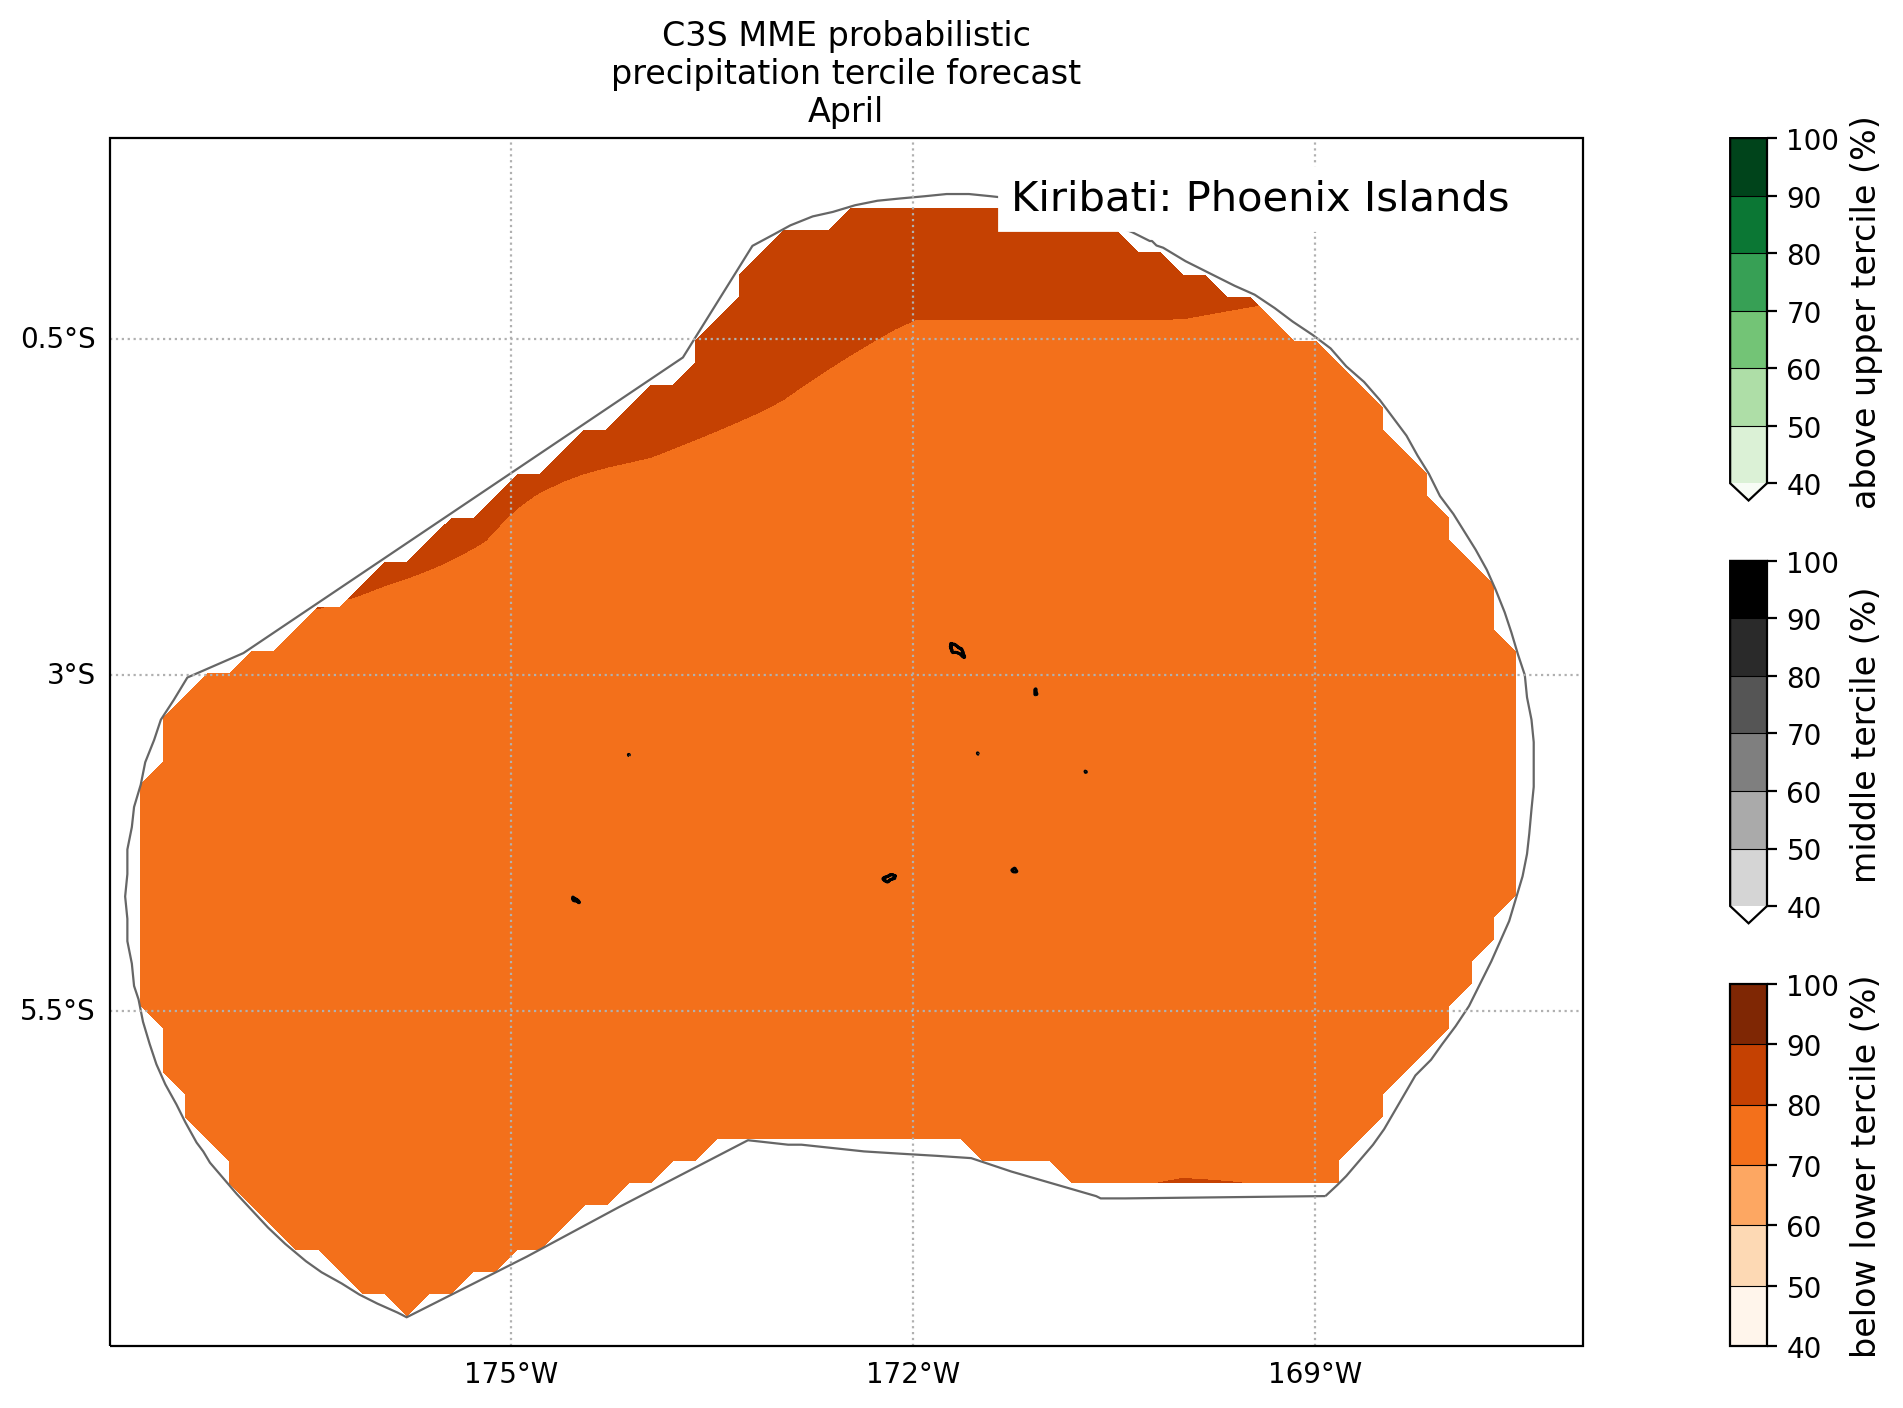 C3S MME probabilistic
precipitation tercile forecast
April
Kiribati: Phoenix Islands
0.5°S
3°S
5.5°S
175°W
172°W
169°W
100
90
80
70
60
50
40
above upper tercile (%)
100
90
80
70
60
50
40
middle tercile (%)
100
90
80
70
60
50
40
below lower tercile (%)